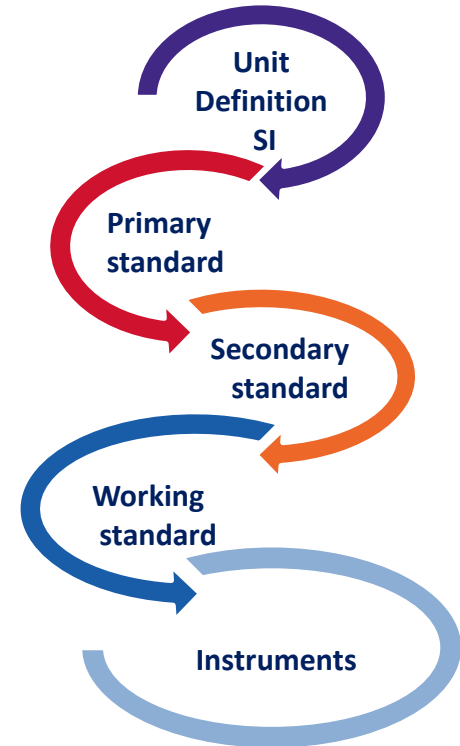 Unit
Definition
SI
Primary
standard
Secondary
standard
Working
standard
Instruments